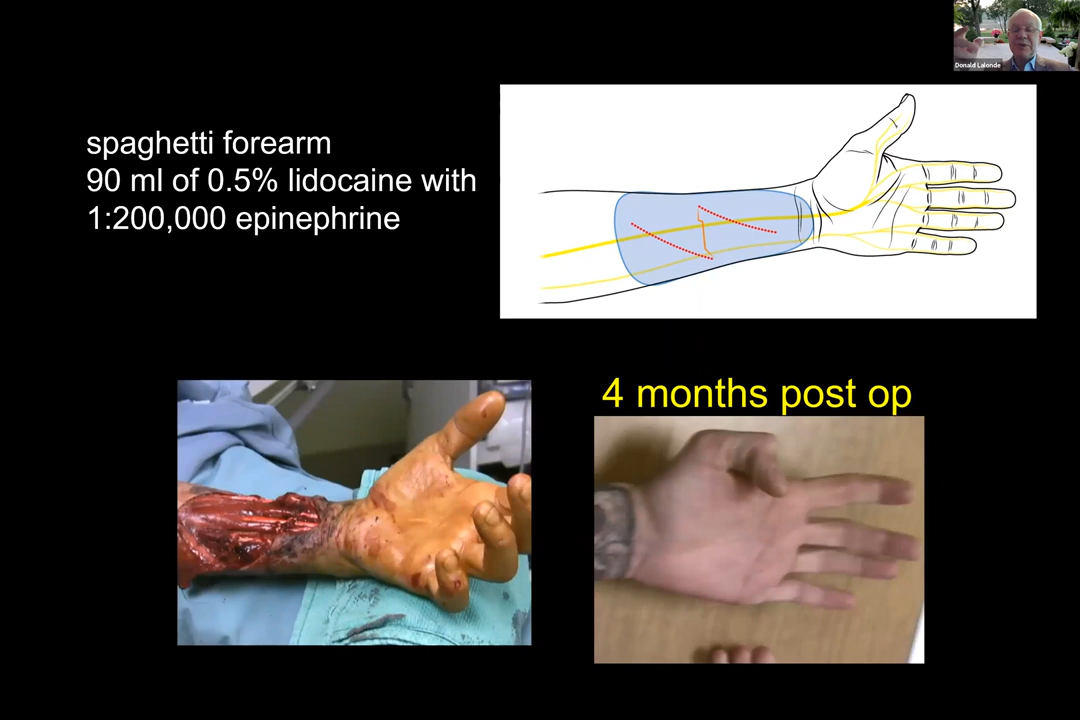 Donald Lalonde
spaghetti forearm
90 ml of 0.5% lidocaine with
1:200,000 epinephrine
4 months post op